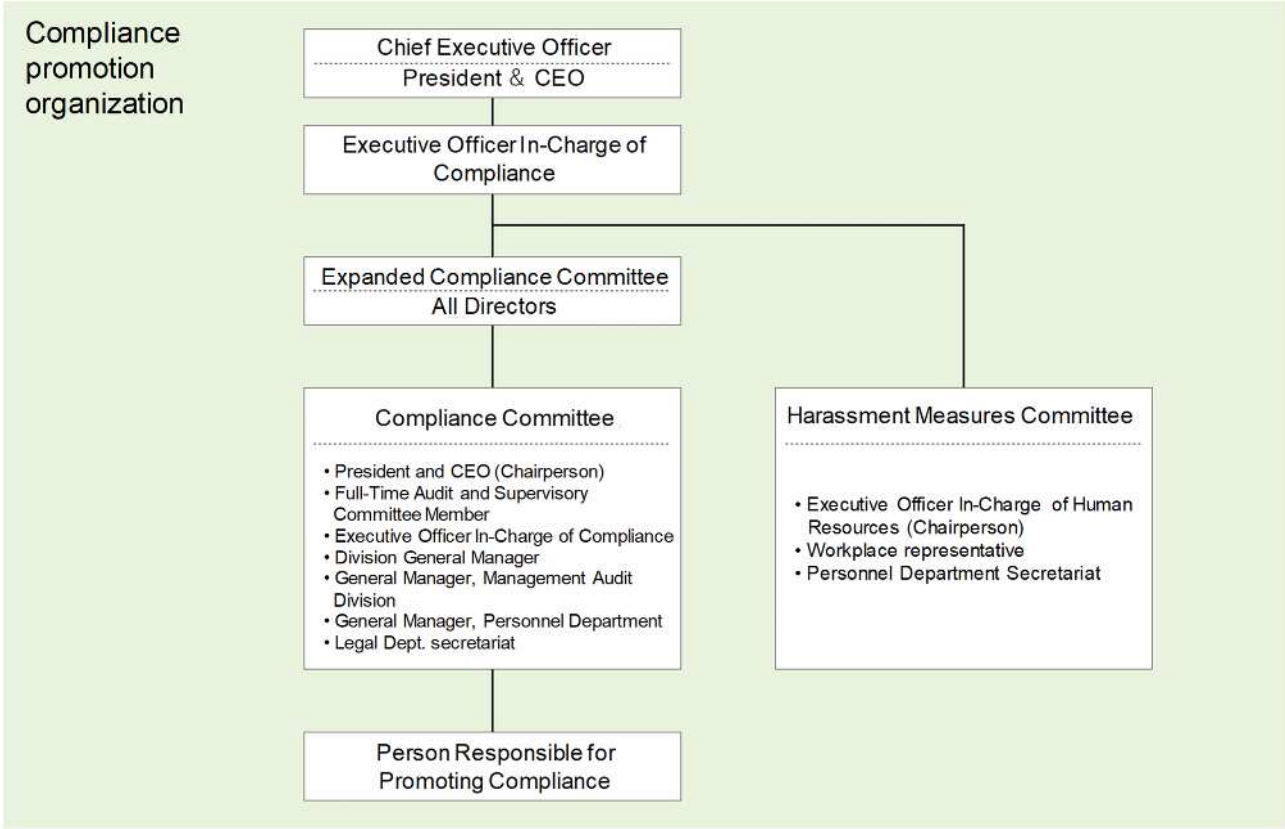 Compliance
promotion
organization
Chief Executive Officer
President & CEO
Executive Officer In-Charge of
Compliance
Expanded Compliance Committee
All Directors
Compliance Committee
• President and CEO (Chairperson)
• Full-Time Audit and Supervisory
Committee Member
• Executive Officer In-Charge of Compliance
• Division General Manager
• General Manager, Management Audit
Division
• General Manager, Personnel Department
• Legal Dept. secretariat
Harassment Measures Committee
• Executive Officer In-Charge of Human
Resources (Chairperson)
• Workplace representative
• Personnel Department Secretariat
Person Responsible for
Promoting Compliance